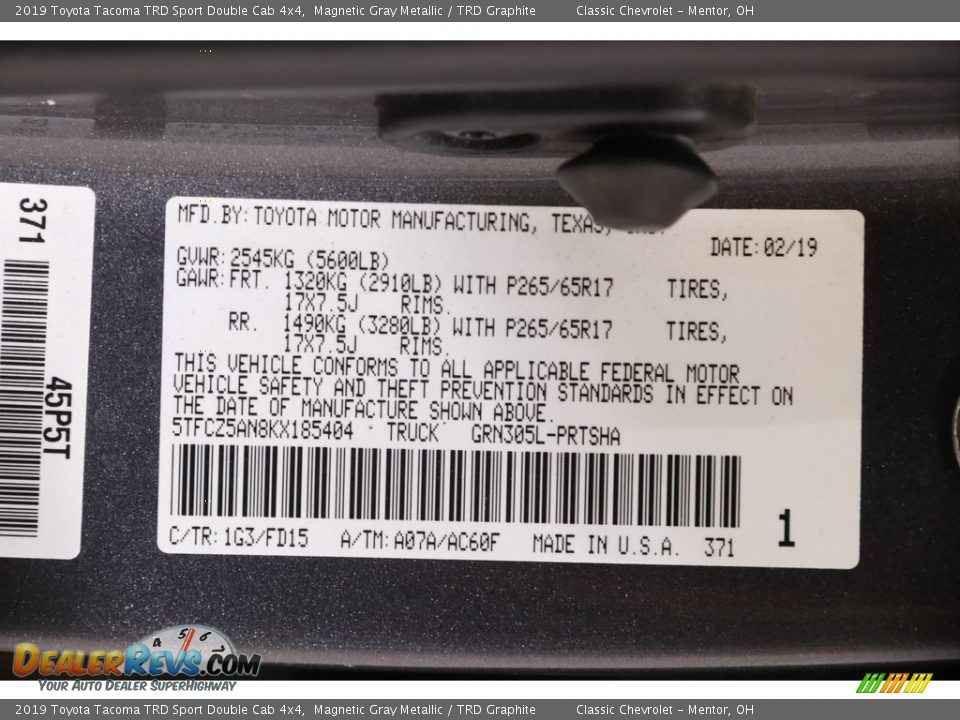 2019 Toyota Tacoma TRD Sport Double Cab 4x4,  Magnetic Gray Metallic / TRD Graphite    Classic Chevrolet - Mentor, OH
371
45P5T
MFD.BY:TOYOTA MOTOR MANUFACTURING, TEXAS,
DATE:02/19
GVWR:2545KG (5600LB)
GAWR:FRT. 1320KG (2910LB) WITH P265/65R17 TIRES,
17X7.5J RIMS.
RR. 1490KG (3280LB) WITH P265/65R17 TIRES,
17X7.5J RIMS.
THIS VEHICLE CONFORMS TO ALL APPLICABLE FEDERAL MOTOR
VEHICLE SAFETY AND THEFT PREVENTION STANDARDS IN EFFECT ON
THE DATE OF MANUFACTURE SHOWN ABOVE.
5TFCZ5AN8KX185404 TRUCK GRN305L-PRTSHA
C/TR:1G3/FD15 A/TM:A07A/AC60F MADE IN U.S.A. 371
1
4 5 6 7
DEALERREVS.COM
YOUR AUTO DEALER SUPERHIGHWAY
2019 Toyota Tacoma TRD Sport Double Cab 4x4,  Magnetic Gray Metallic / TRD Graphite    Classic Chevrolet - Mentor, OH